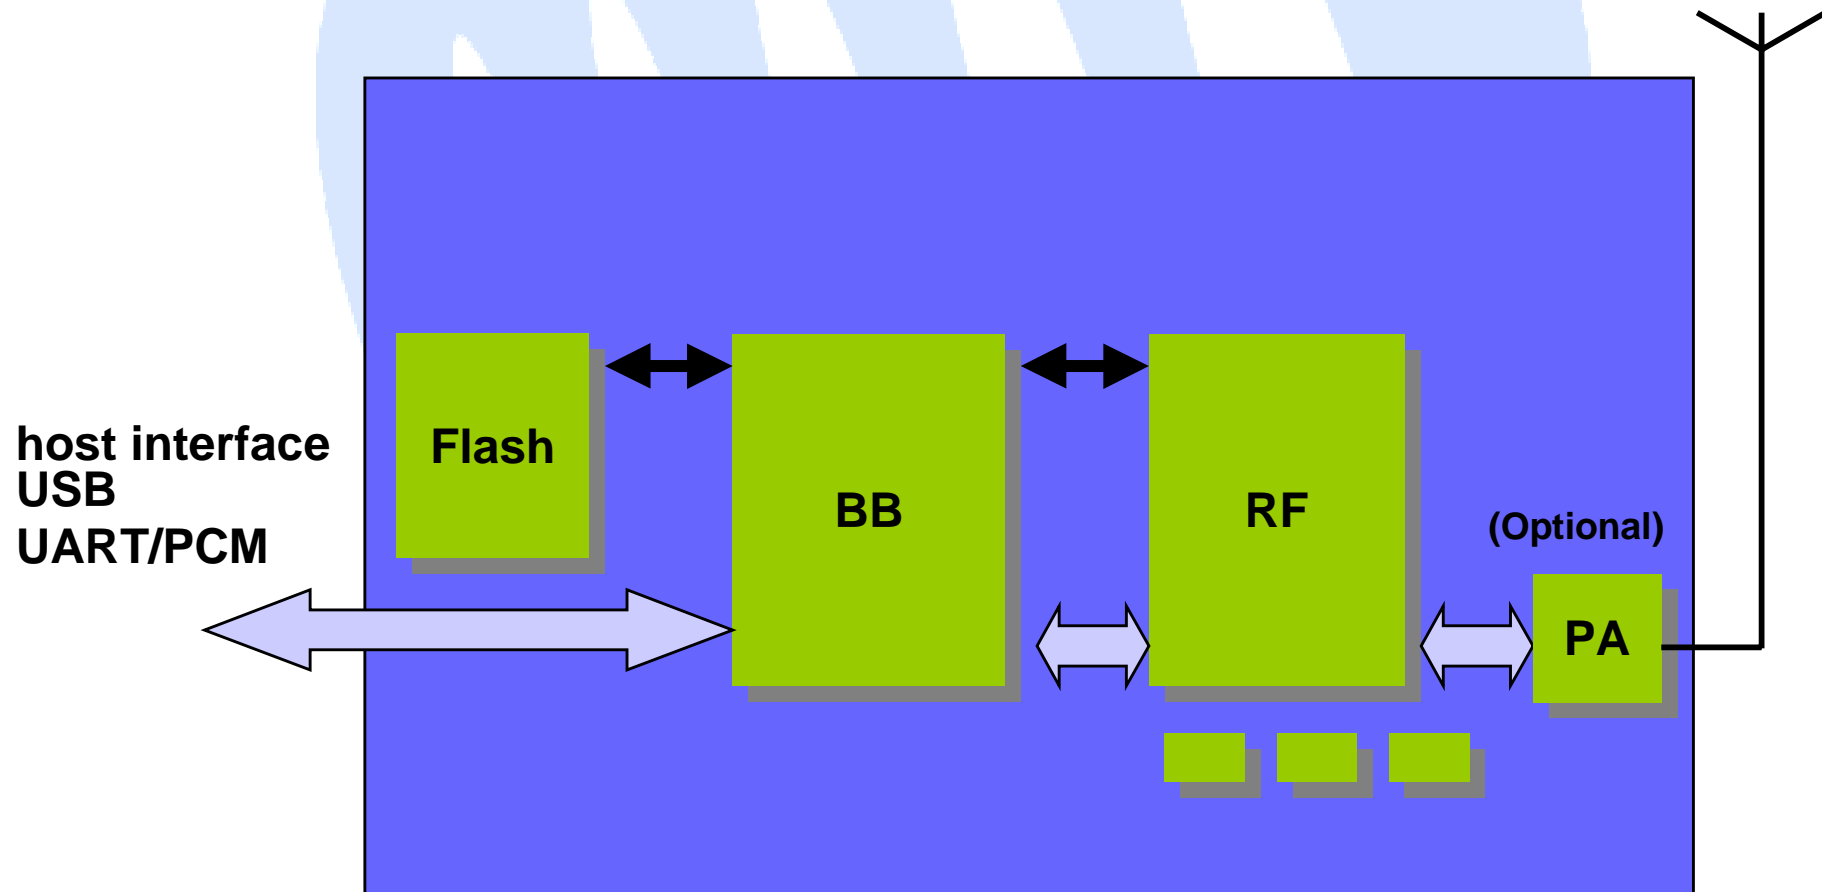 host interface
USB
UART/PCM
Flash
BB
RF
(Optional)
PA